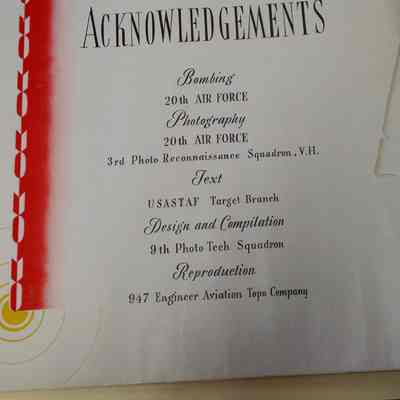 ACKNOWLEDGEMENTS
Bombing
20th AIR FORCE
Photography
20th AIR FORCE
3rd Photo Reconnaissance Squadron, V.H.
Text
USASTAF Target Branch
Design and Compilation
9th Photo Tech Squadron
Reproduction
947 Engineer Aviation Topo Company